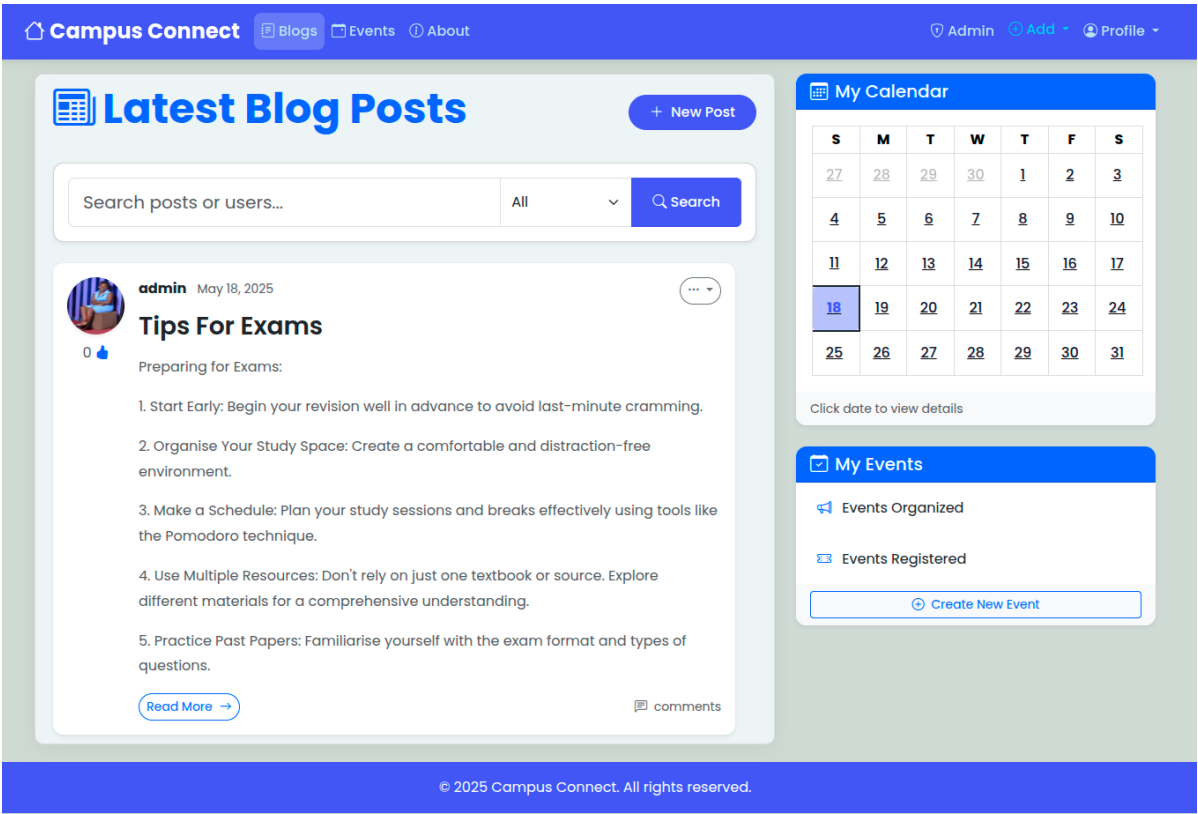 Campus Connect Blogs Events About Admin Add Profile
Latest Blog Posts
+ New Post
Search posts or users...
All
Search
admin May 18, 2025
Tips For Exams
0
Preparing for Exams:
1. Start Early: Begin your revision well in advance to avoid last-minute cramming.
2. Organise Your Study Space: Create a comfortable and distraction-free
environment.
3. Make a Schedule: Plan your study sessions and breaks effectively using tools like
the Pomodoro technique.
4. Use Multiple Resources: Don't rely on just one textbook or source. Explore
different materials for a comprehensive understanding.
5. Practice Past Papers: Familiarise yourself with the exam format and types of
questions.
Read More →
comments
My Calendar
S M T W T F S
27 28 29 30 1 2 3
4 5 6 7 8 9 10
11 12 13 14 15 16 17
18 19 20 21 22 23 24
25 26 27 28 29 30 31
Click date to view details
My Events
Events Organized
Events Registered
Create New Event
© 2025 Campus Connect. All rights reserved.